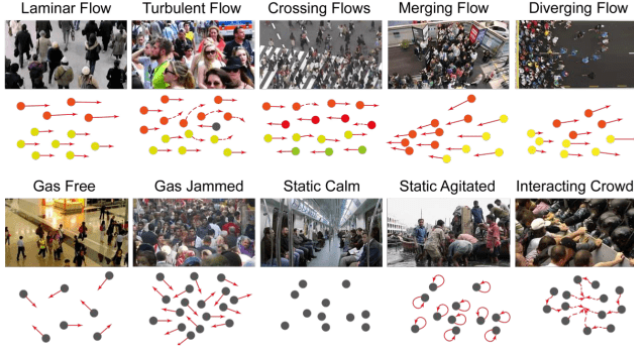 Laminar Flow
Turbulent Flow
Crossing Flows
Merging Flow
Diverging Flow
Gas Free
Gas Jammed
Static Calm
Static Agitated
Interacting Crowd